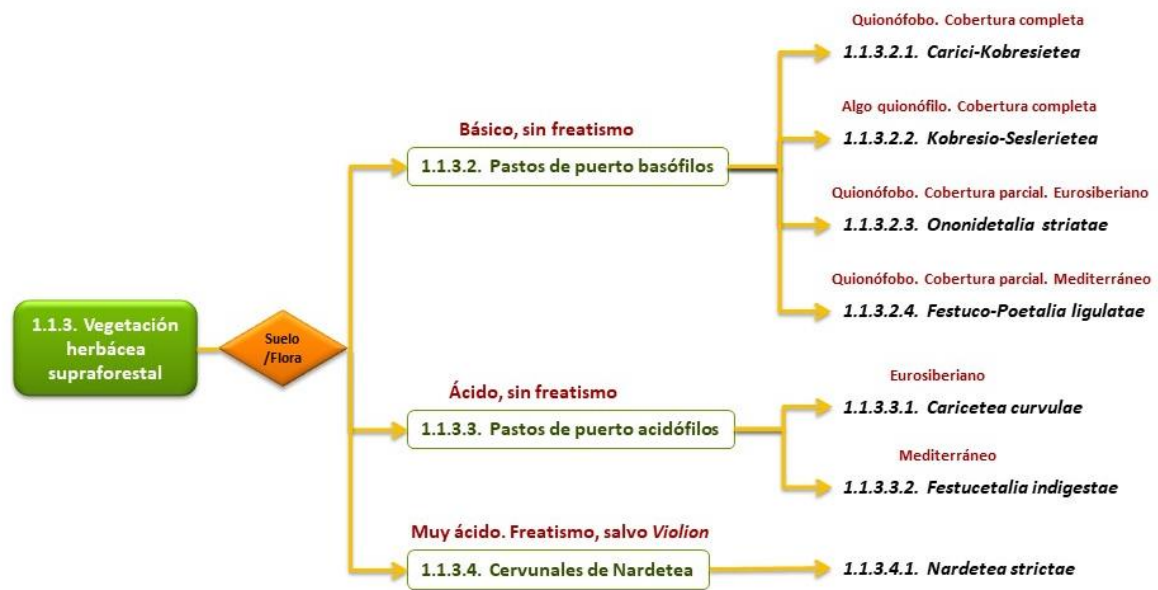 Quionófobo. Cobertura completa
1.1.3.2.1. Carici-Kobresietea
Algo quionófilo. Cobertura completa
1.1.3.2.2. Kobresio-Seslerietea
Básico, sin freatismo
1.1.3.2. Pastos de puerto basófilos
Quionófobo. Cobertura parcial. Eurosiberiano
1.1.3.2.3. Ononidetalia striatae
Quionófobo. Cobertura parcial. Mediterráneo
1.1.3.2.4. Festuco-Poetalia ligulatae
1.1.3. Vegetación
herbácea
supraforestal
Suelo
/Flora
Ácido, sin freatismo
1.1.3.3. Pastos de puerto acidófilos
Eurosiberiano
1.1.3.3.1. Caricetea curvulae
Mediterráneo
1.1.3.3.2. Festucetalia indigestae
Muy ácido. Freatismo, salvo Violion
1.1.3.4. Cervunales de Nardetea
1.1.3.4.1. Nardetea strictae